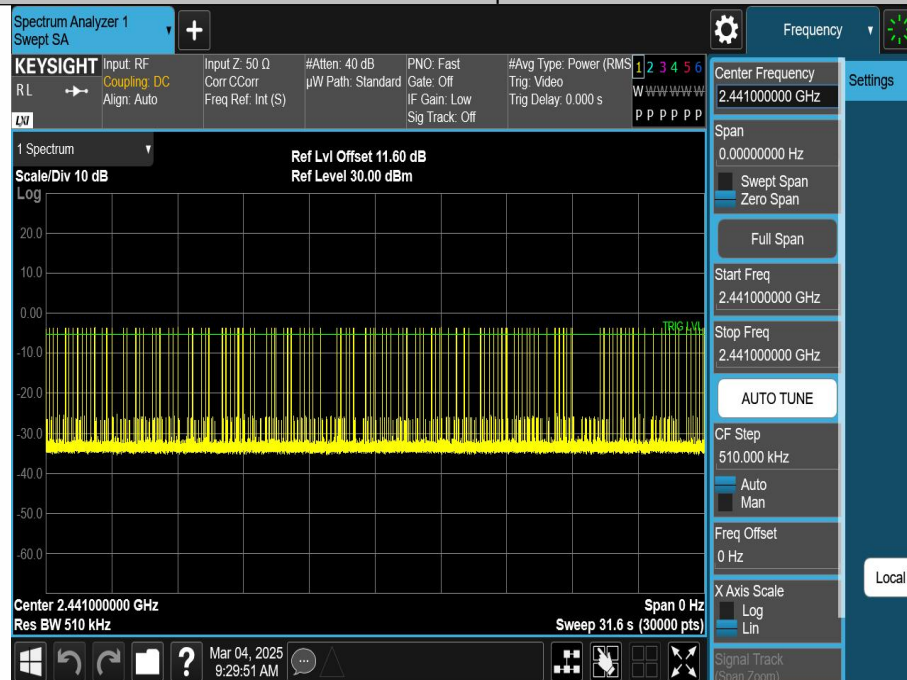 Spectrum Analyzer 1
Swept SA
+
Frequency
KEYSIGHT
RL
LXI
Input: RF
Coupling: DC
Align: Auto
Input Z: 50 Ω
Corr CCorr
Freq Ref: Int (S)
#Atten: 40 dB
µW Path: Standard
PNO: Fast
Gate: Off
IF Gain: Low
Sig Track: Off
#Avg Type: Power (RMS
Trig: Video
Trig Delay: 0.000 s
1 2 3 4 5 6
W W W W W W
P P P P P P
Center Frequency
2.441000000 GHz
Settings
Span
0.00000000 Hz
Swept Span
Zero Span
Full Span
Start Freq
2.441000000 GHz
Stop Freq
2.441000000 GHz
AUTO TUNE
CF Step
510.000 kHz
Auto
Man
Freq Offset
0 Hz
X Axis Scale
Log
Lin
Signal Track
(Span Zoom)
Local
1 Spectrum
Scale/Div 10 dB
Ref Lvl Offset 11.60 dB
Ref Level 30.00 dBm
Log
20.0
10.0
0.00
TRIG LVL
-10.0
-20.0
-30.0
-40.0
-50.0
-60.0
Center 2.441000000 GHz
Span 0 Hz
Res BW 510 kHz
Sweep 31.6 s (30000 pts)
?
Mar 04, 2025
9:29:51 AM